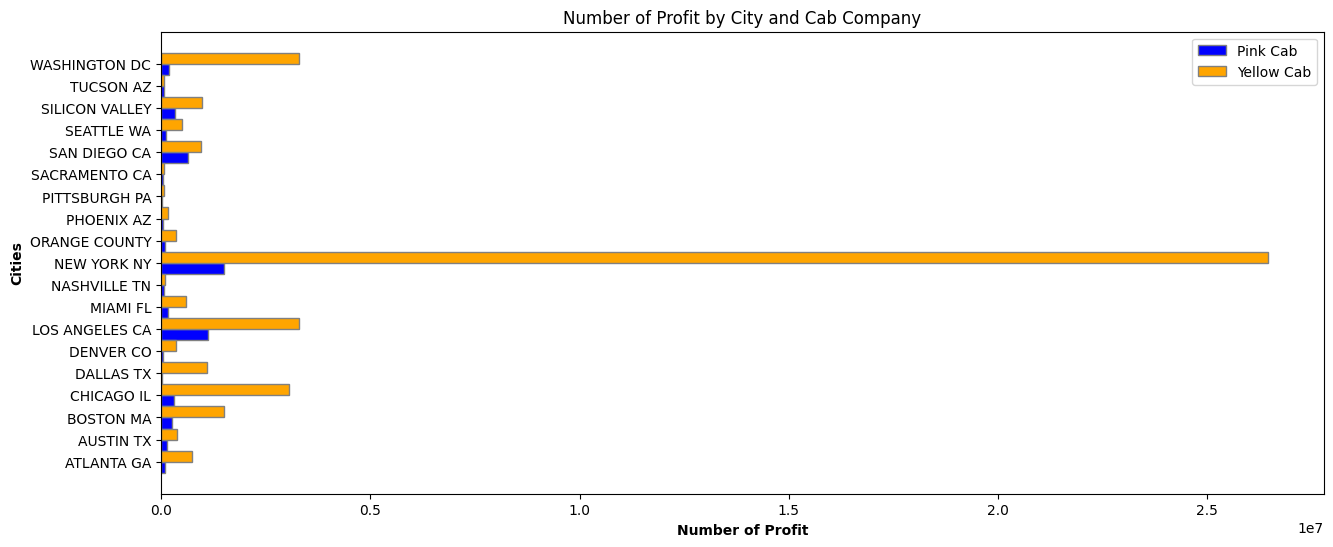 Number of Profit by City and Cab Company
Pink Cab
Yellow Cab
Cities
WASHINGTON DC
TUCSON AZ
SILICON VALLEY
SEATTLE WA
SAN DIEGO CA
SACRAMENTO CA
PITTSBURGH PA
PHOENIX AZ
ORANGE COUNTY
NEW YORK NY
NASHVILLE TN
MIAMI FL
LOS ANGELES CA
DENVER CO
DALLAS TX
CHICAGO IL
BOSTON MA
AUSTIN TX
ATLANTA GA
0.0 0.5 1.0 1.5 2.0 2.5
1e7
Number of Profit